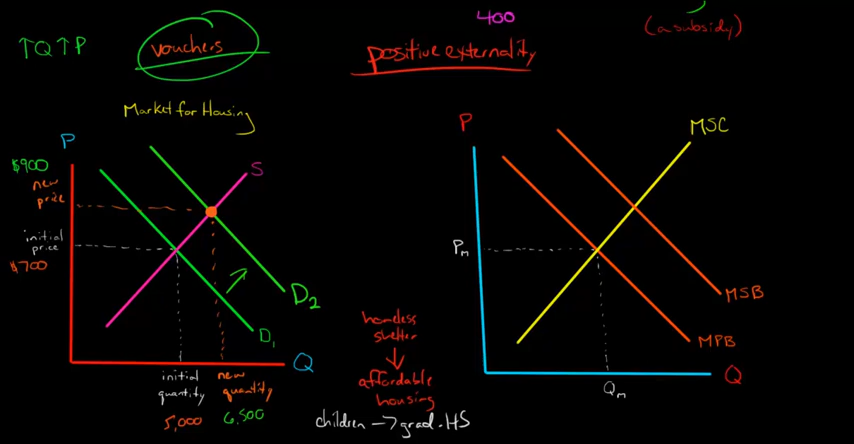 ↑Q ↑P
vouchers
positive externality
400
(a subsidy)
Market for Housing
P
$900
new
price
initial
price
$700
S
D2
D1
Q
initial
quantity
5,000
new
quantity
6,500
homeless
shelter
↓
affordable
housing
children → grad. HS
P
MSC
PM
MSB
MPB
QM
Q